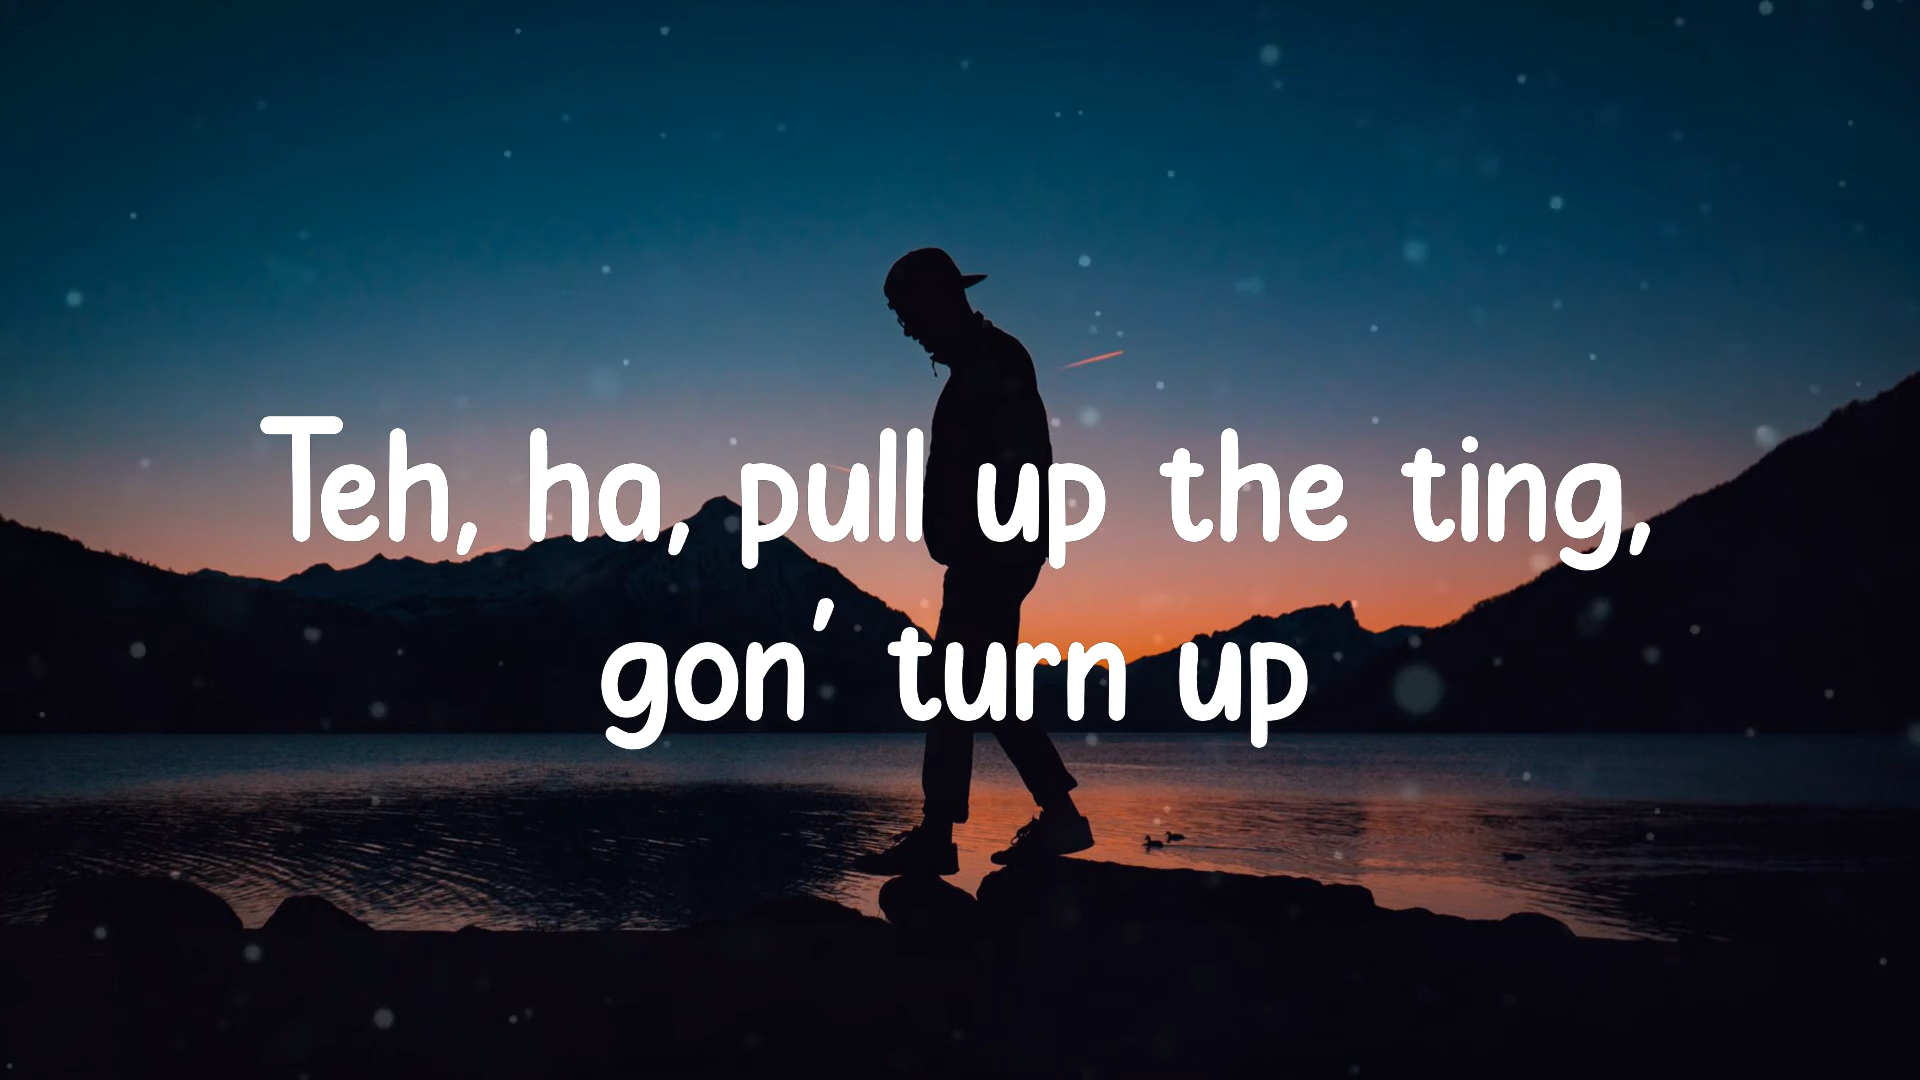 Teh, ha, pull up the ting,
gon' turn up